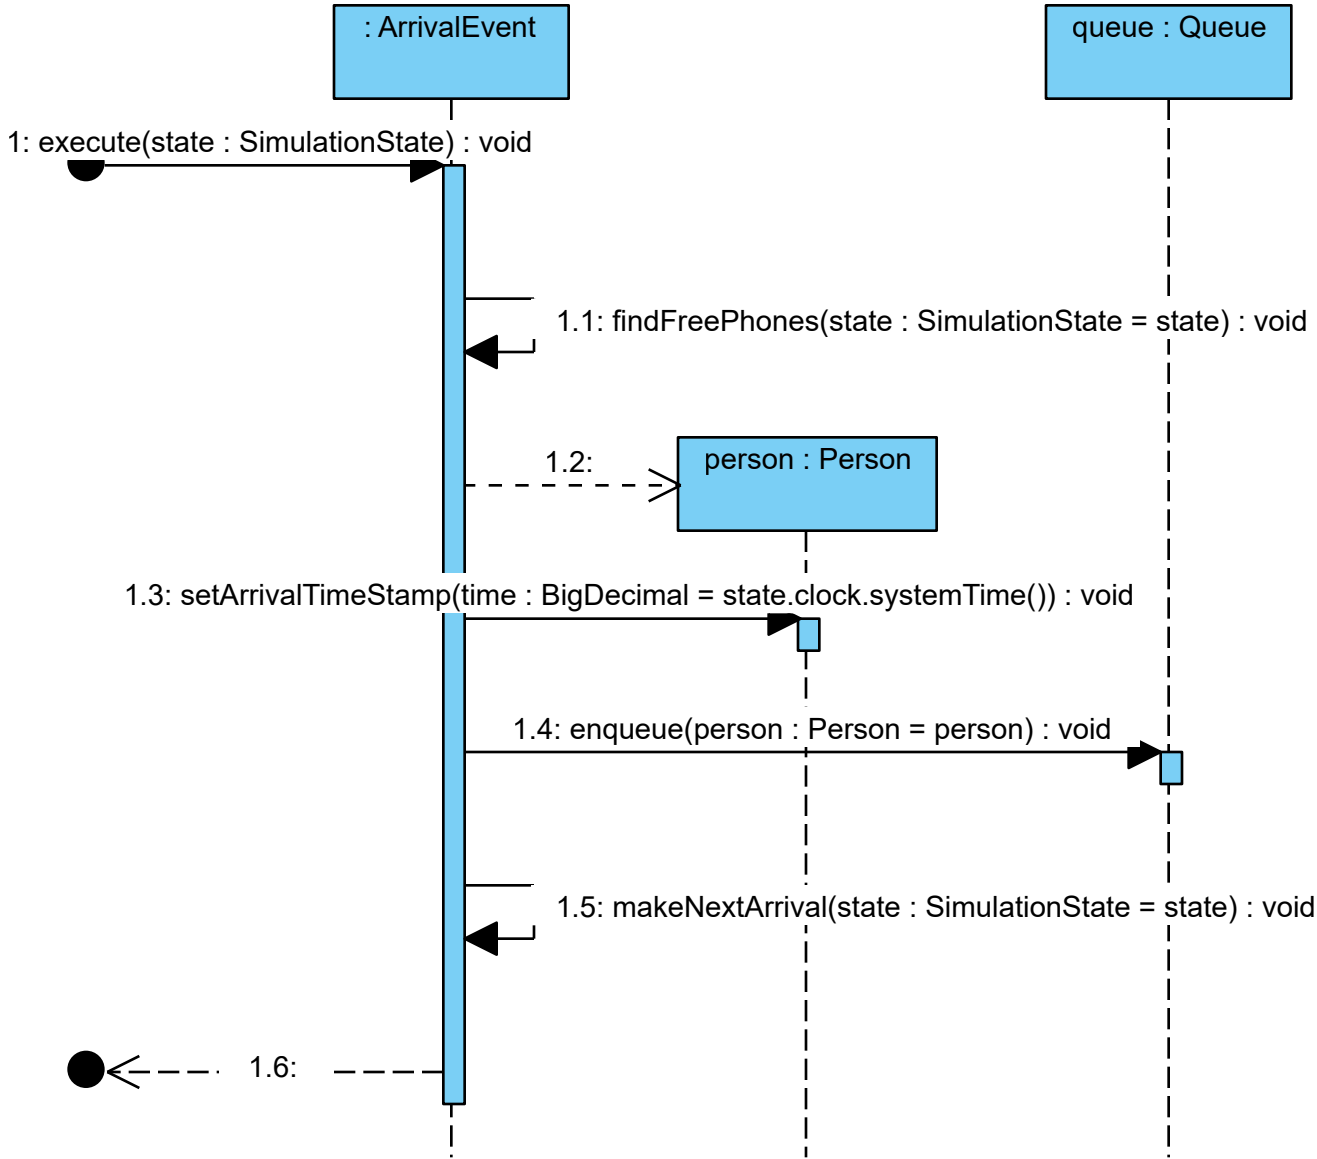 : ArrivalEvent
queue : Queue
1: execute(state : SimulationState) : void
1.1: findFreePhones(state : SimulationState = state) : void
1.2:
person : Person
1.3: setArrivalTimeStamp(time : BigDecimal = state.clock.systemTime()) : void
1.4: enqueue(person : Person = person) : void
1.5: makeNextArrival(state : SimulationState = state) : void
1.6: